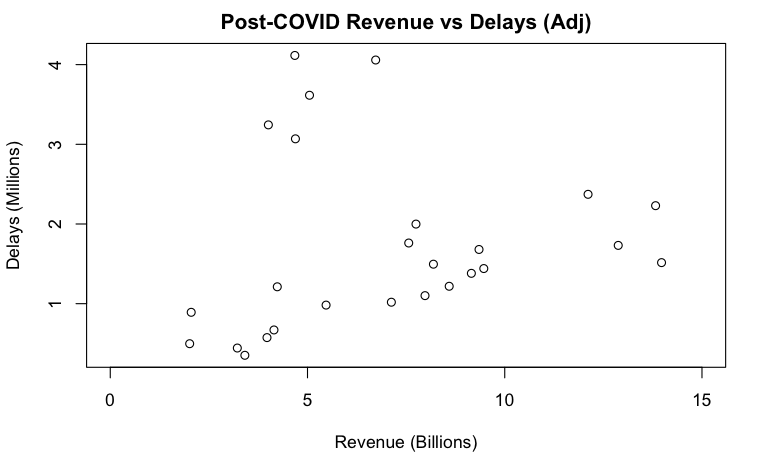 Post-COVID Revenue vs Delays (Adj)
4
3
2
1
Delays (Millions)
0 5 10 15
Revenue (Billions)